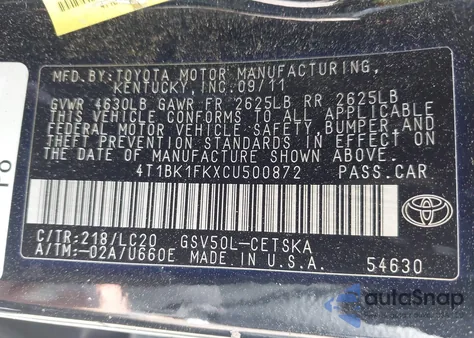 MFD.BY:TOYOTA MOTOR MANUFACTURING,
KENTUCKY, INC.09/11
GVWR 4630LB GAWR FR 2625LB RR 2625LB
THIS VEHICLE CONFORMS TO ALL APPLICABLE
FEDERAL MOTOR VEHICLE SAFETY,BUMPER,AND
THEFT PREVENTION STANDARDS IN EFFECT ON
THE DATE OF MANUFACTURE SHOWN ABOVE.
4T1BK1FKXCU500872 PASS.CAR
C/TR:218/LC20 GSV50L-CETSKA
A/TM:-02A/U660E MADE IN U.S.A.
54630
TOYOTA
autoSnap